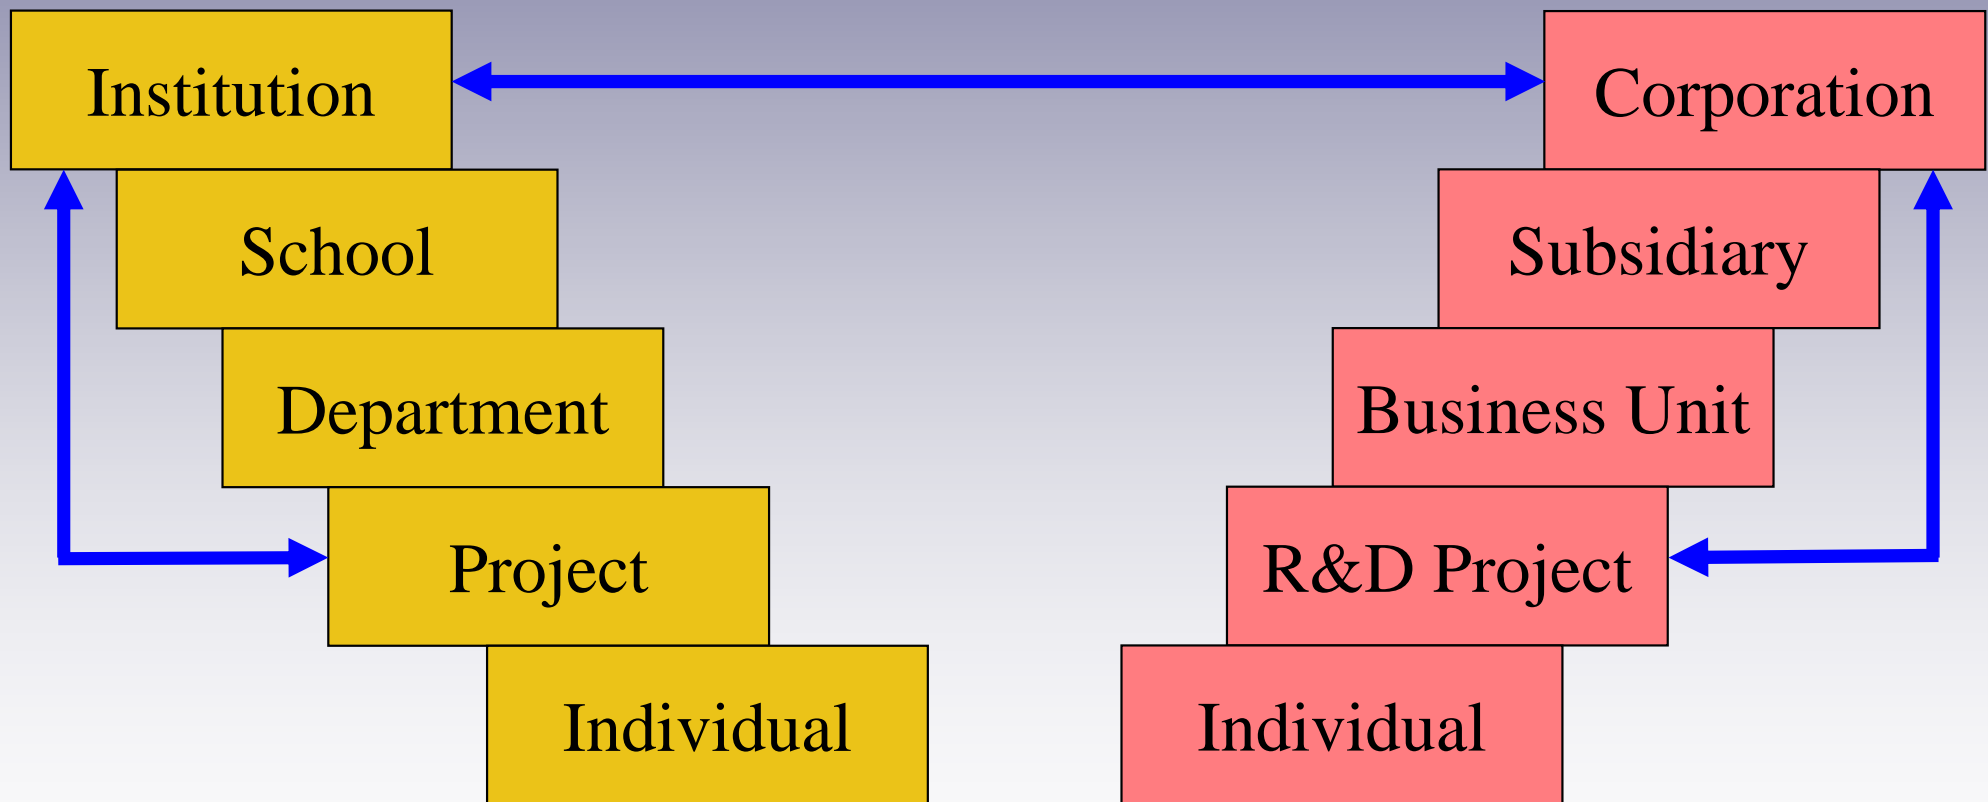 Institution
Corporation
School
Subsidiary
Department
Business Unit
Project
R&D Project
Individual
Individual